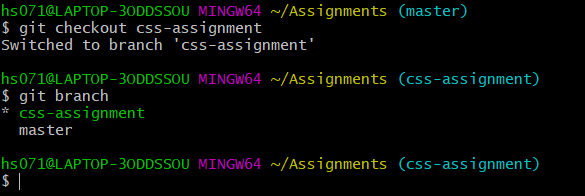 hs071@LAPTOP-3ODDSSOU MINGW64 ~/Assignments (master)
$ git checkout css-assignment
Switched to branch 'css-assignment'
hs071@LAPTOP-3ODDSSOU MINGW64 ~/Assignments (css-assignment)
$ git branch
* css-assignment
master
hs071@LAPTOP-3ODDSSOU MINGW64 ~/Assignments (css-assignment)
$